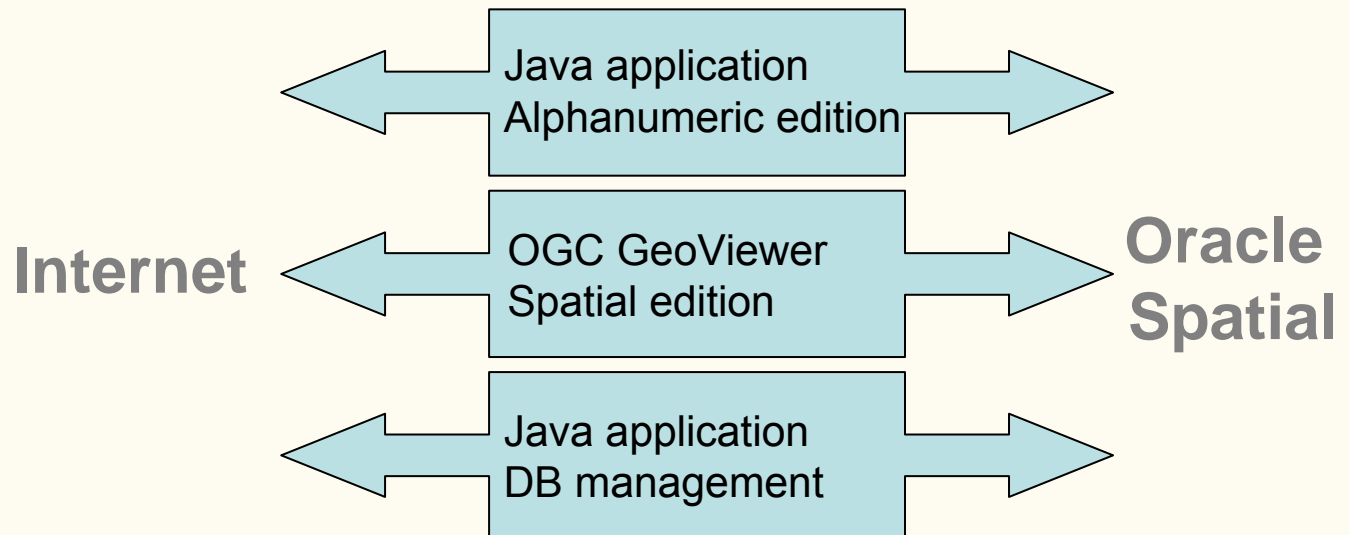 Java application
Alphanumeric edition
Internet
OGC GeoViewer
Spatial edition
Oracle
Spatial
Java application
DB management